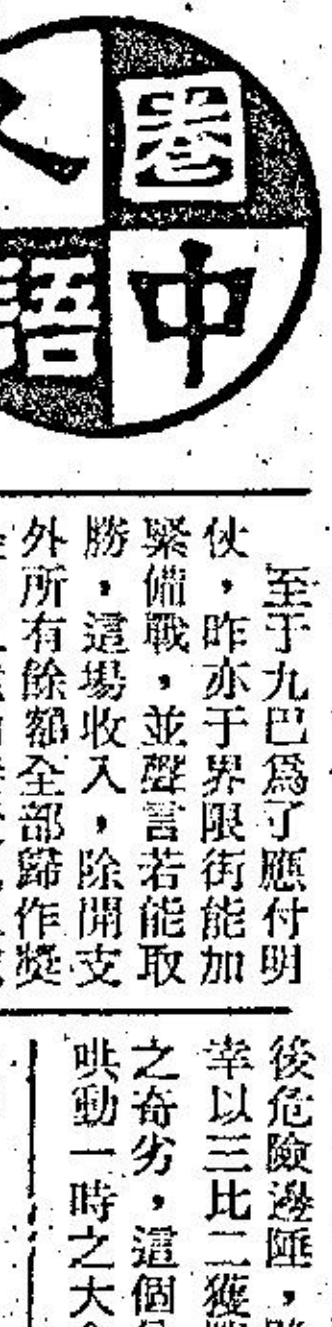 圈中
人語
至于九巴為了應付明
伙，昨亦于界限街能加
緊備戰，並聲言若能取
勝，這場收入，除開支
外所有餘額全部歸作獎
後危險邊陲，
幸以三比二獲
之奇劣，這個
哄動一時之大